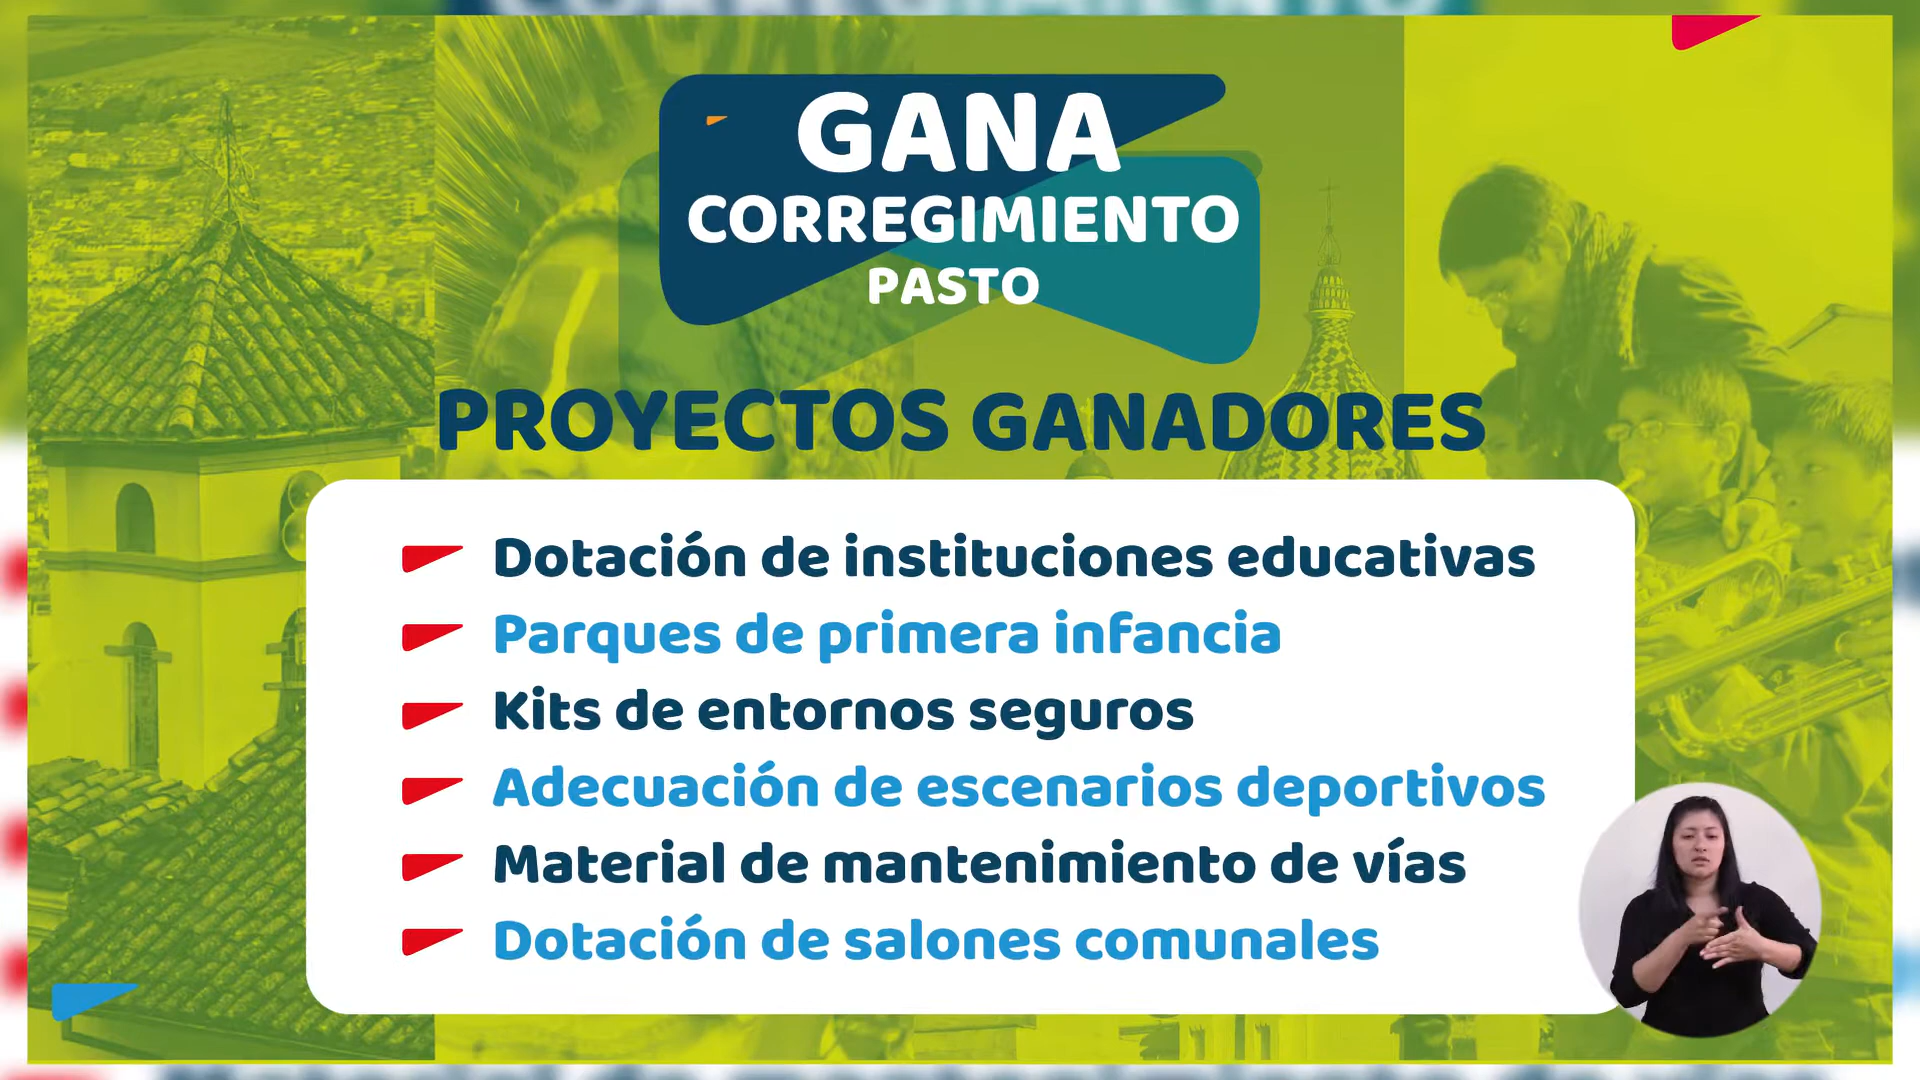 GANA
CORREGIMIENTO
PASTO
PROYECTOS GANADORES
Dotación de instituciones educativas
Parques de primera infancia
Kits de entornos seguros
Adecuación de escenarios deportivos
Material de mantenimiento de vías
Dotación de salones comunales